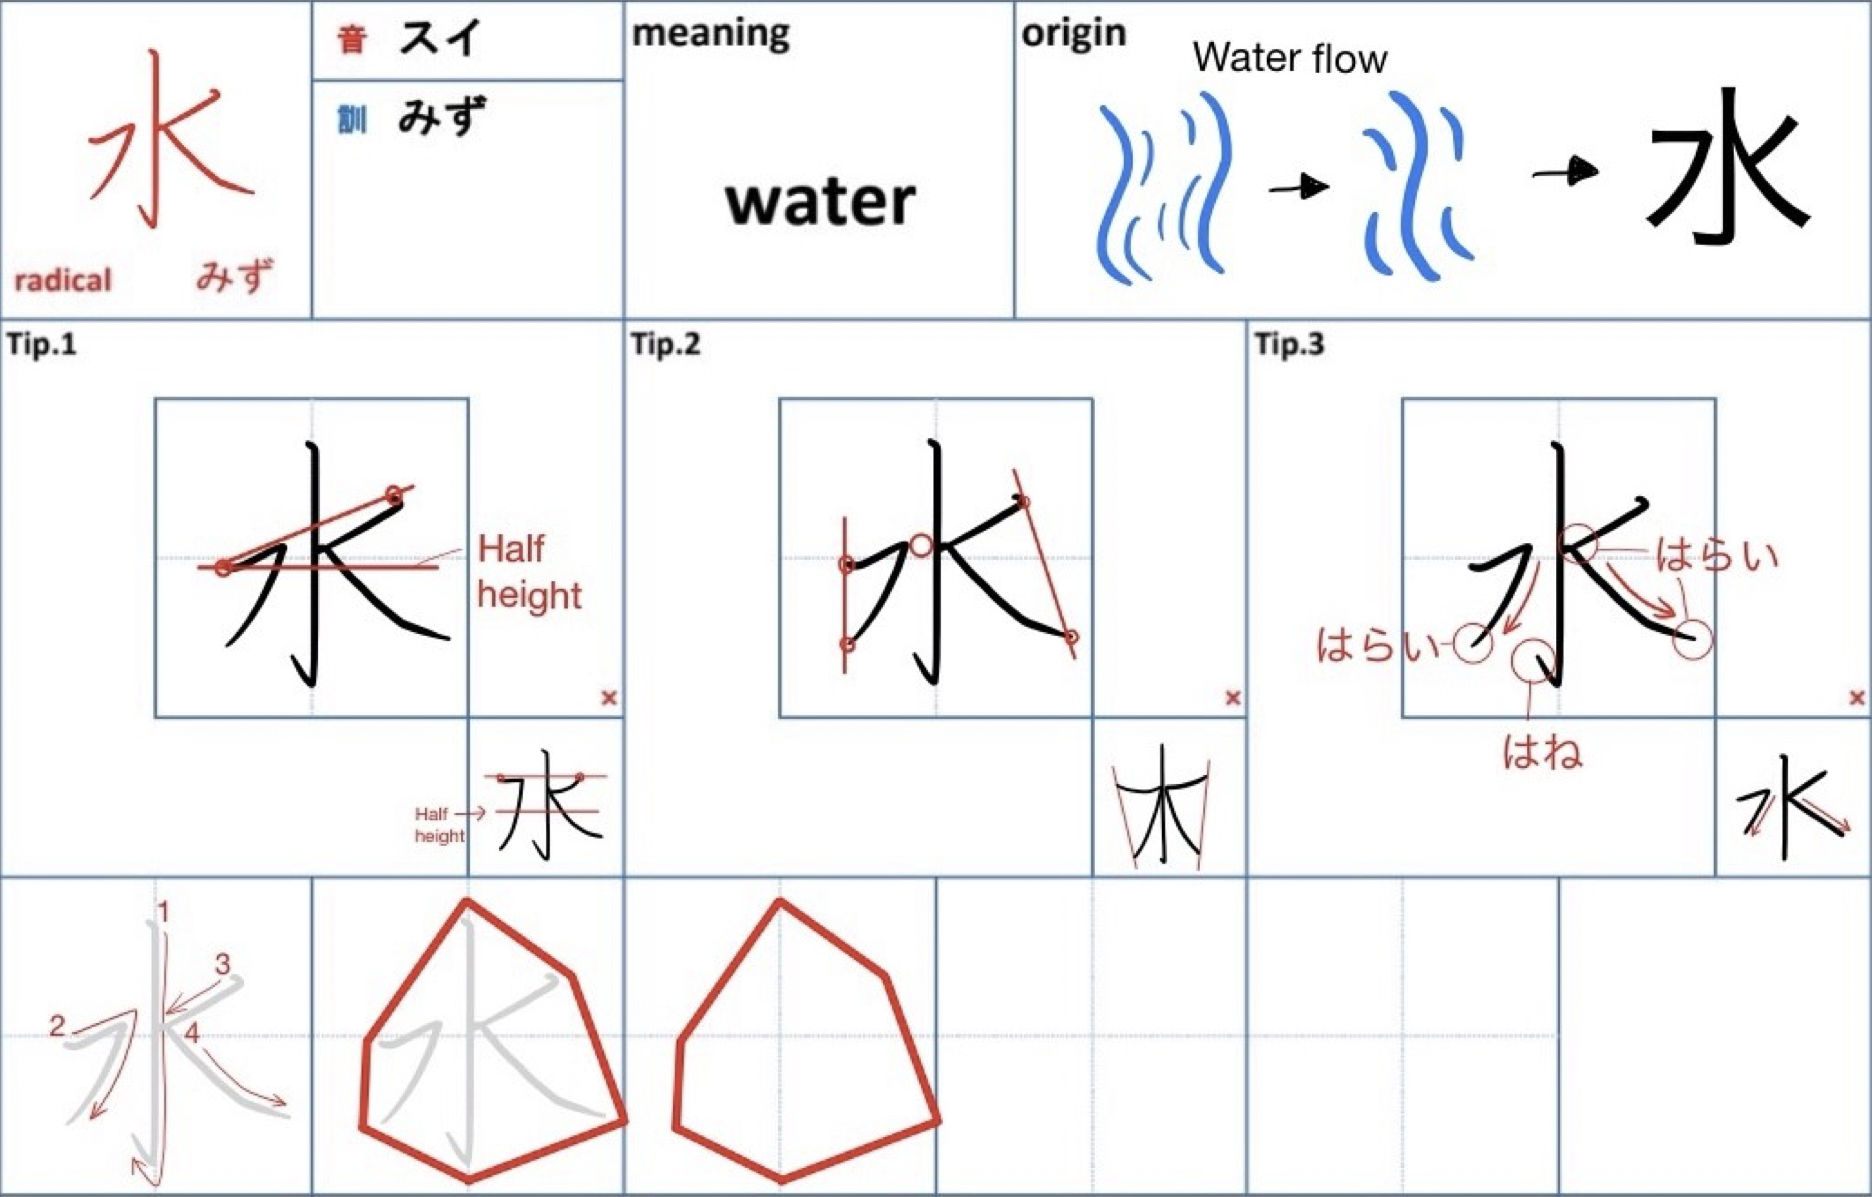 水
radical みず
音 スイ
訓 みず
meaning
water
origin
Water flow
水
Tip.1
水
Half
height
×
Half
height
水
Tip.2
水
×
水
Tip.3
水
はらい
はらい
はね
×
水
1
2
3
4
水
水